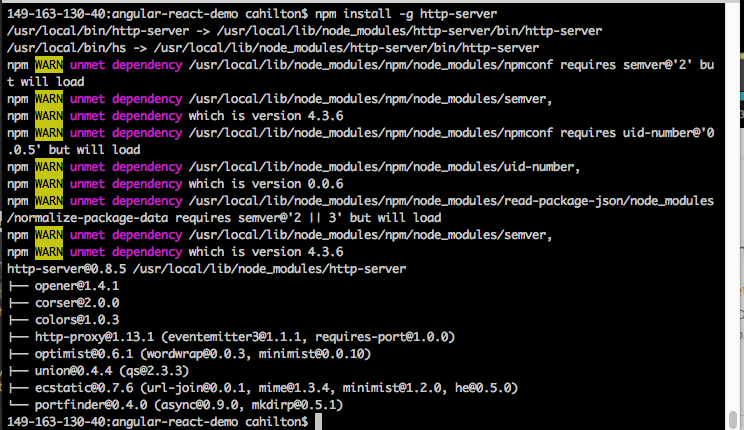 149-163-130-40:angular-react-demo cahilton$ npm install -g http-server
/usr/local/bin/http-server -> /usr/local/lib/node_modules/http-server/bin/http-server
/usr/local/bin/hs -> /usr/local/lib/node_modules/http-server/bin/http-server
npm WARN unmet dependency /usr/local/lib/node_modules/npm/node_modules/npmconf requires semver@'2' bu
t will load
npm WARN unmet dependency /usr/local/lib/node_modules/npm/node_modules/semver,
npm WARN unmet dependency which is version 4.3.6
npm WARN unmet dependency /usr/local/lib/node_modules/npm/node_modules/npmconf requires uid-number@'0
.0.5' but will load
npm WARN unmet dependency /usr/local/lib/node_modules/npm/node_modules/uid-number,
npm WARN unmet dependency which is version 0.0.6
npm WARN unmet dependency /usr/local/lib/node_modules/npm/node_modules/read-package-json/node_modules
/normalize-package-data requires semver@'2 || 3' but will load
npm WARN unmet dependency /usr/local/lib/node_modules/npm/node_modules/semver,
npm WARN unmet dependency which is version 4.3.6
http-server@0.8.5 /usr/local/lib/node_modules/http-server
├── opener@1.4.1
├── corser@2.0.0
├── colors@1.0.3
├── http-proxy@1.13.1 (eventemitter3@1.1.1, requires-port@1.0.0)
├── optimist@0.6.1 (wordwrap@0.0.3, minimist@0.0.10)
├── union@0.4.4 (qs@2.3.3)
├── ecstatic@0.7.6 (url-join@0.0.1, mime@1.3.4, minimist@1.2.0, he@0.5.0)
└── portfinder@0.4.0 (async@0.9.0, mkdirp@0.5.1)
149-163-130-40:angular-react-demo cahilton$